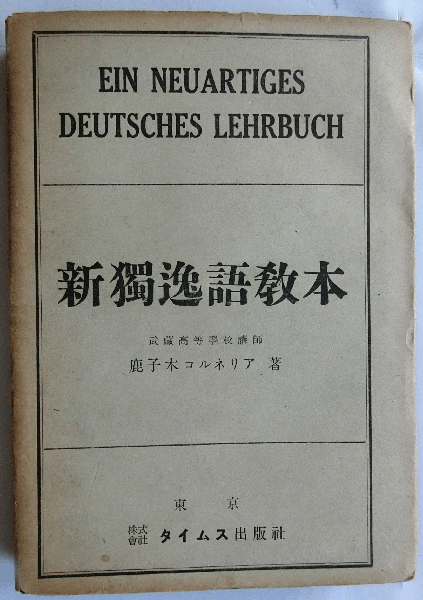 EIN NEUARTIGES
DEUTSCHES LEHRBUCH
新獨逸語教本
武藏高等學校講師
鹿子木コルネリア 著
東京
株式會社 タイムス出版社